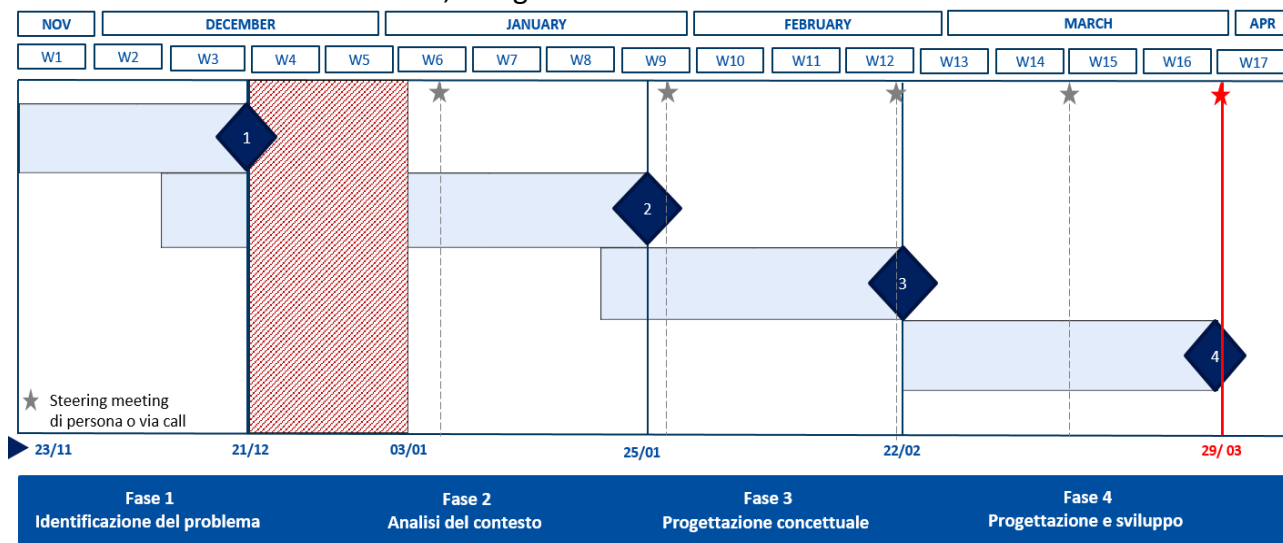 NOV DECEMBER JANUARY FEBRUARY MARCH APR
W1 W2 W3 W4 W5 W6 W7 W8 W9 W10 W11 W12 W13 W14 W15 W16 W17
1
2
3
4
Steering meeting
di persona o via call
23/11 21/12 03/01 25/01 22/02 29/ 03
Fase 1 Fase 2 Fase 3 Fase 4
Identificazione del problema Analisi del contesto Progettazione concettuale Progettazione e sviluppo